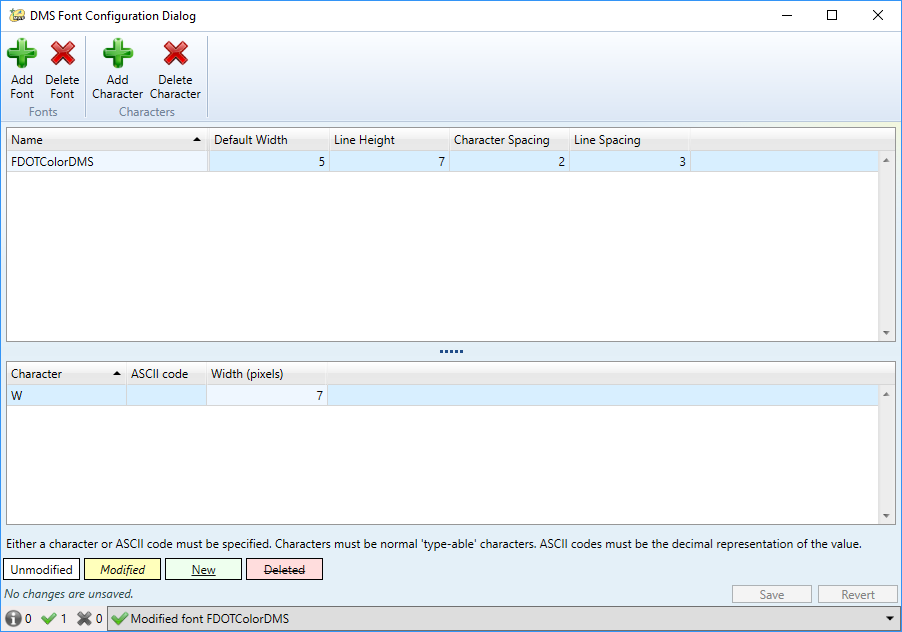 DMS Font Configuration Dialog
Add Font
Delete Font
Add Character
Delete Character
Fonts
Characters
Name Default Width Line Height Character Spacing Line Spacing
FDOTColorDMS 5 7 2 3
Character ASCII code Width (pixels)
W 7
Either a character or ASCII code must be specified. Characters must be normal 'type-able' characters. ASCII codes must be the decimal representation of the value.
Unmodified Modified New Deleted
No changes are unsaved.
Save Revert
0 1 0 Modified font FDOTColorDMS